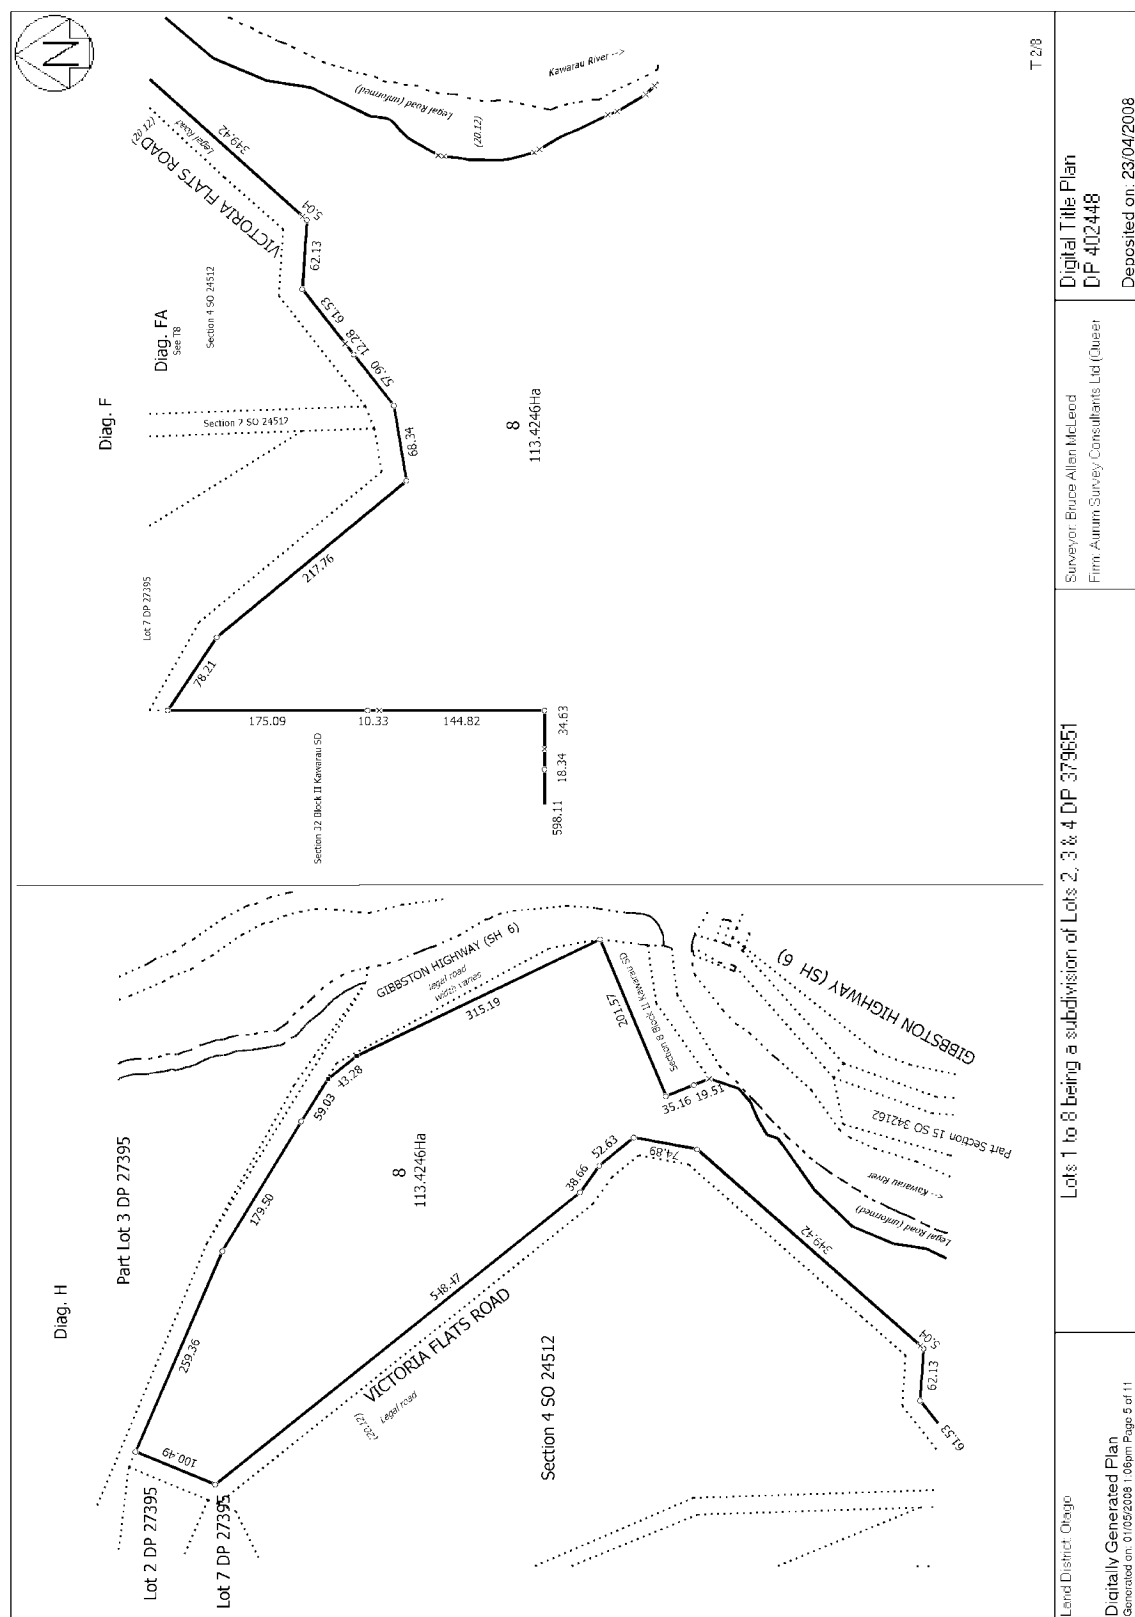 Diag. H
Part Lot 3 DP 27395
Lot 2 DP 27395
Lot 7 DP 27395
100.49
259.36
179.50
59.03
43.28
GIBBSTON HIGHWAY (SH 6)
legal road
width varies
315.19
201.57
Section 8 Block II Kawarau SD
35.16
19.51
8
113.4246Ha
548.47
38.66
52.63
74.89
349.42
5.04
62.13
61.53
VICTORIA FLATS ROAD
(20.12)
Legal road
Section 4 SO 24512
GIBBSTON HIGHWAY (SH 6)
Part Section 15 SO 342162
<-- Kawarau River
Legal Road (unformed)
N
Diag. F
Diag. FA
See T8
Section 4 SO 24512
Section 7 SO 24512
Lot 7 DP 27395
VICTORIA FLATS ROAD
(20.12)
Legal Road
349.42
5.04
62.13
61.53
12.28
57.90
68.34
217.76
78.21
175.09
10.33
144.82
34.63
18.34
598.11
Section 32 Block II Kawarau SD
8
113.4246Ha
Legal Road (unformed)
(20.12)
Kawarau River -->
T 2/8
Land District: Otago
Digitally Generated Plan
Generated on: 01/05/2008 1:06pm Page 5 of 11
Lots 1 to 8 being a subdivision of Lots 2, 3 & 4 DP 379651
Surveyor: Bruce Allan McLeod
Firm: Aurum Survey Consultants Ltd (Queer
Digital Title Plan
DP 402448
Deposited on: 23/04/2008